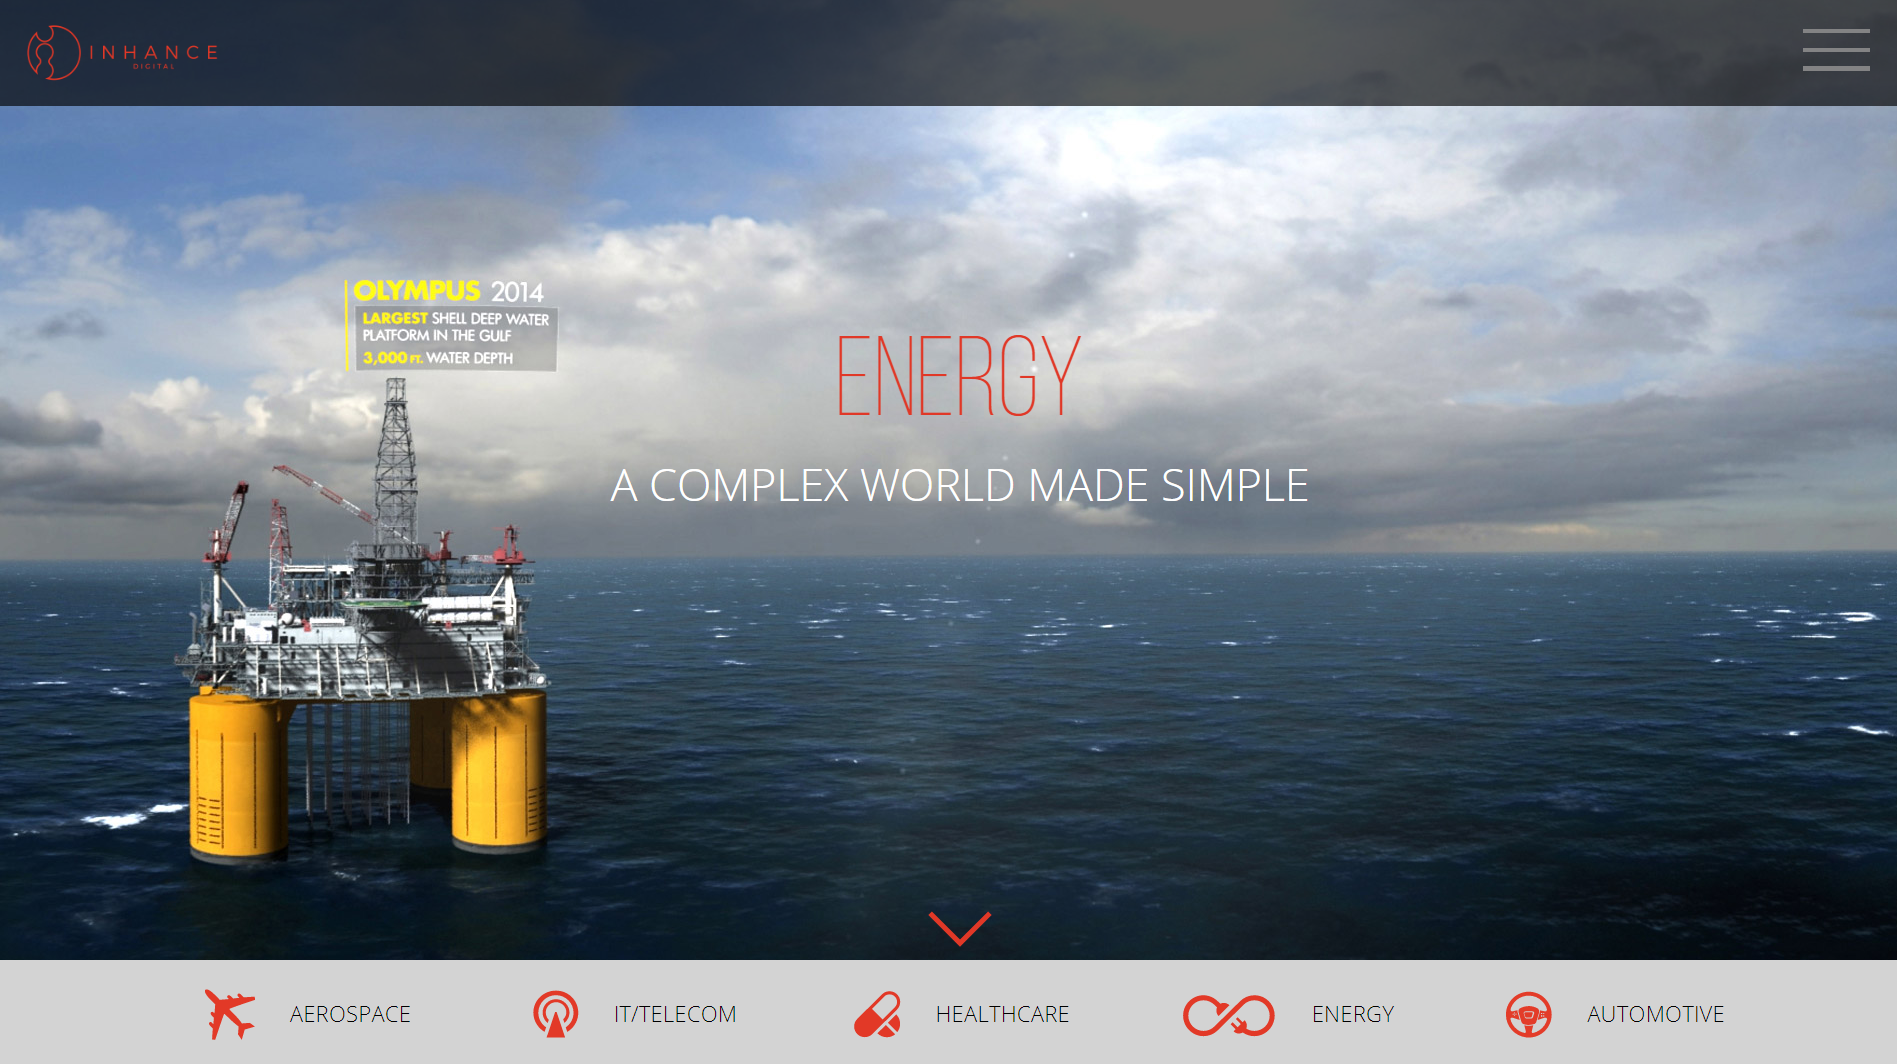 INHANCE
DIGITAL
OLYMPUS 2014
LARGEST SHELL DEEP WATER
PLATFORM IN THE GULF
3,000 FT. WATER DEPTH
ENERGY
A COMPLEX WORLD MADE SIMPLE
AEROSPACE
IT/TELECOM
HEALTHCARE
ENERGY
AUTOMOTIVE